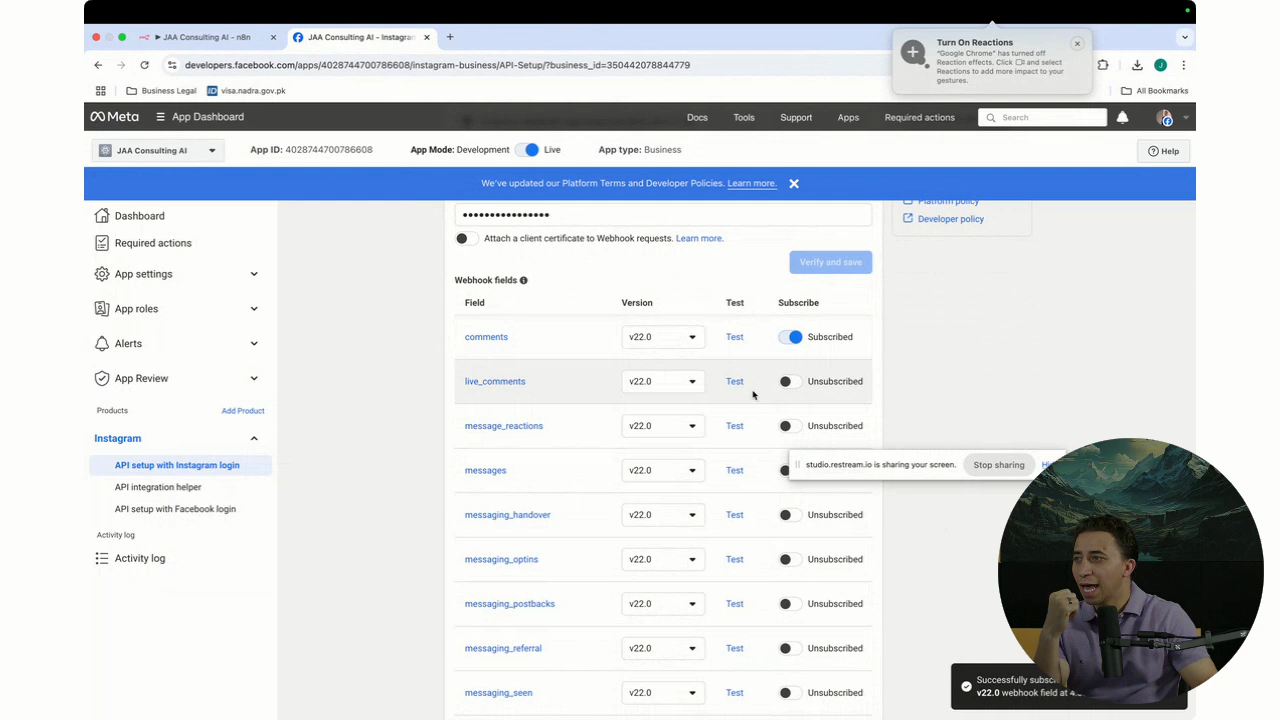 JAA Consulting AI - n8n
JAA Consulting AI - Instagran
developers.facebook.com/apps/4028744700786608/instagram-business/API-Setup/?business_id=350442078844779
Business Legal
visa.nadra.gov.pk
All Bookmarks
Turn On Reactions
"Google Chrome" has turned off
Reaction effects. Click and select
Reactions to add more impact to your
gestures.
Meta
App Dashboard
Docs
Tools
Support
Apps
Required actions
Search
JAA Consulting AI
App ID: 4028744700786608
App Mode: Development
Live
App type: Business
Help
We've updated our Platform Terms and Developer Policies. Learn more.
Dashboard
Required actions
App settings
App roles
Alerts
App Review
Products
Add Product
Instagram
API setup with Instagram login
API integration helper
API setup with Facebook login
Activity log
Activity log
••••••••••••••••
Attach a client certificate to Webhook requests. Learn more.
Verify and save
Webhook fields
Field Version Test Subscribe
comments v22.0 Test Subscribed
live_comments v22.0 Test Unsubscribed
message_reactions v22.0 Test Unsubscribed
messages v22.0 Test
messaging_handover v22.0 Test Unsubscribed
messaging_optins v22.0 Test Unsubscribed
messaging_postbacks v22.0 Test Unsubscribed
messaging_referral v22.0 Test Unsubscribed
messaging_seen v22.0 Test Unsubscribed
Platform policy
Developer policy
studio.restream.io is sharing your screen.
Stop sharing
Successfully subsc
v22.0 webhook field at 4: